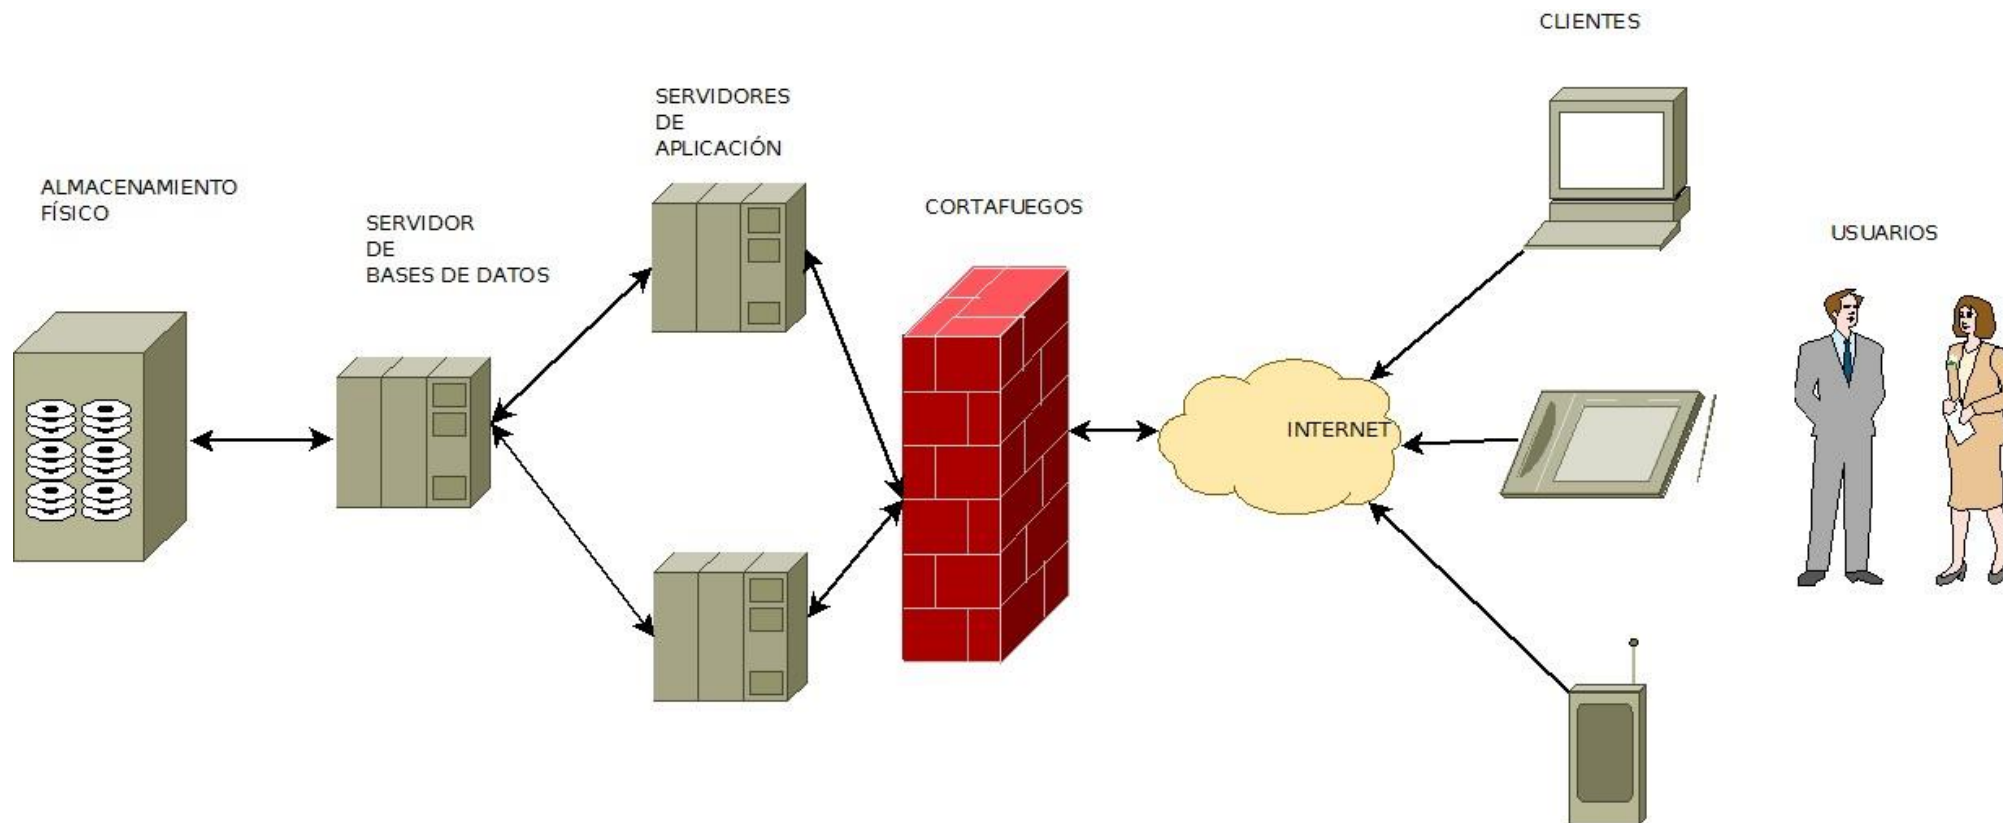 ALMACENAMIENTO
FÍSICO
SERVIDOR
DE
BASES DE DATOS
SERVIDORES
DE
APLICACIÓN
CORTAFUEGOS
INTERNET
CLIENTES
USUARIOS